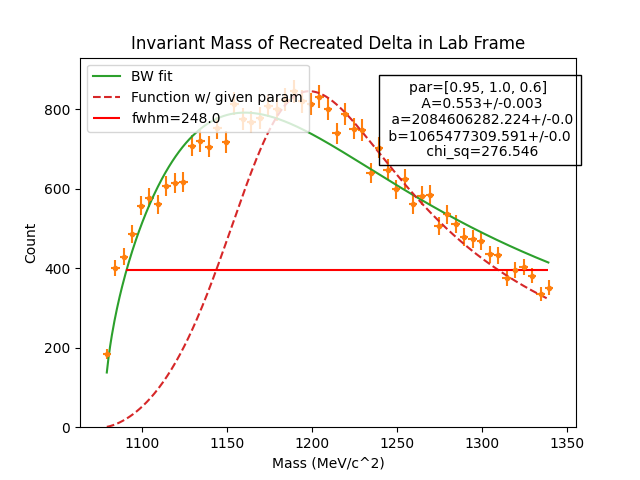 Invariant Mass of Recreated Delta in Lab Frame
BW fit
Function w/ given param
fwhm=248.0
par=[0.95, 1.0, 0.6]
A=0.553+/-0.003
a=2084606282.224+/-0.0
b=1065477309.591+/-0.0
chi_sq=276.546
Count
800
600
400
200
0
1100
1150
1200
1250
1300
1350
Mass (MeV/c^2)